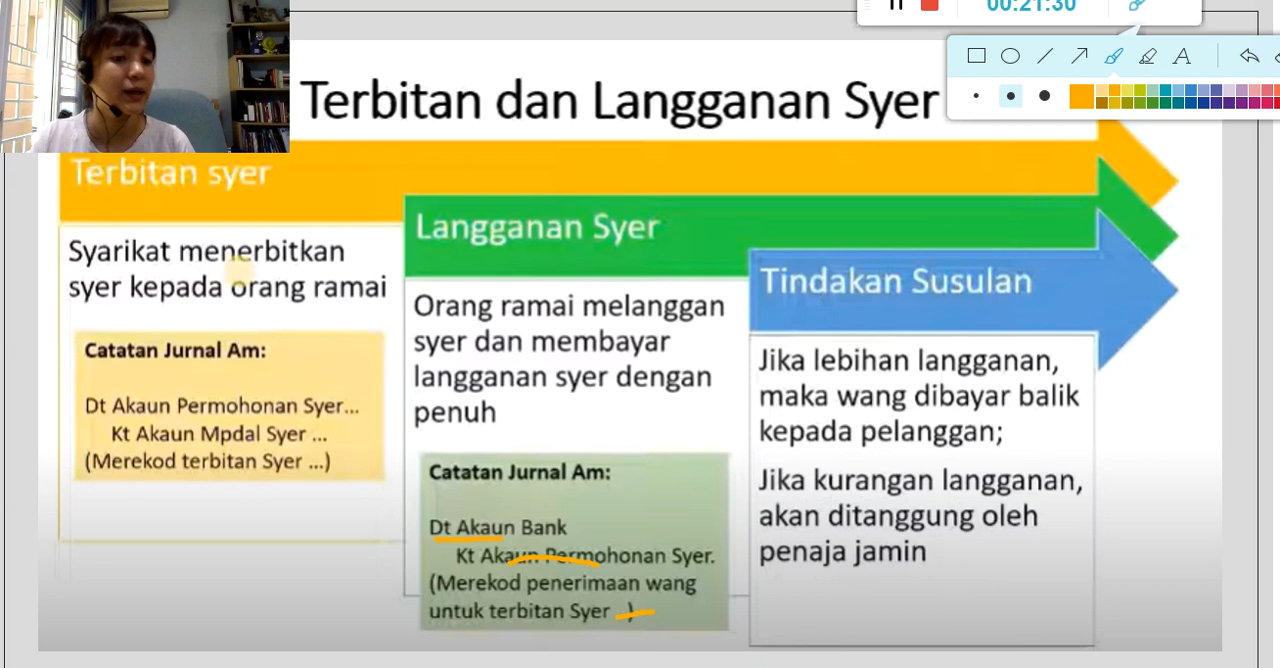 00:21:30
A
Terbitan dan Langganan Syer
Terbitan syer
Syarikat menerbitkan
syer kepada orang ramai
Catatan Jurnal Am:
Dt Akaun Permohonan Syer...
Kt Akaun Mpdal Syer ...
(Merekod terbitan Syer ...)
Langganan Syer
Orang ramai melanggan
syer dan membayar
langganan syer dengan
penuh
Catatan Jurnal Am:
Dt Akaun Bank
Kt Akaun Permohonan Syer.
(Merekod penerimaan wang
untuk terbitan Syer ...)
Tindakan Susulan
Jika lebihan langganan,
maka wang dibayar balik
kepada pelanggan;
Jika kurangan langganan,
akan ditanggung oleh
penaja jamin